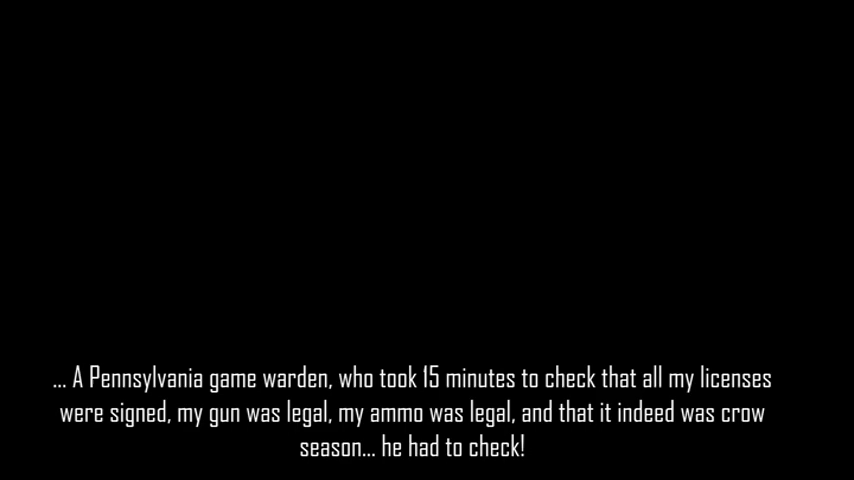 ... A Pennsylvania game warden, who took 15 minutes to check that all my licenses
were signed, my gun was legal, my ammo was legal, and that it indeed was crow
season... he had to check!